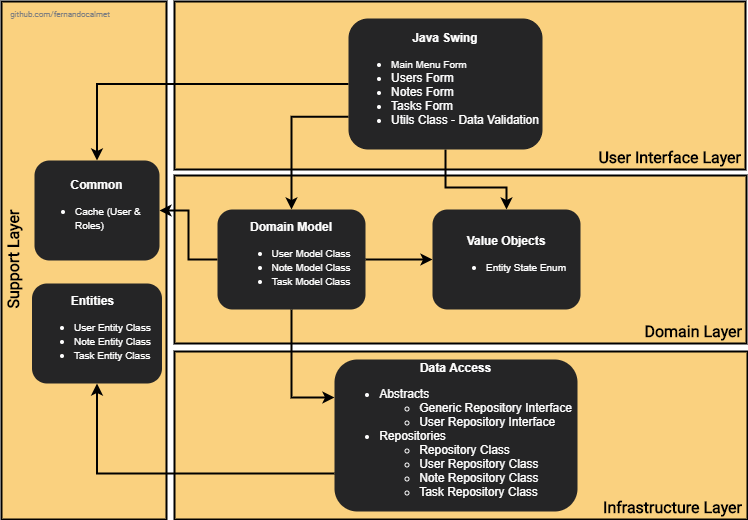 github.com/fernandocalmet
Java Swing
Main Menu Form
Users Form
Notes Form
Tasks Form
Utils Class - Data Validation
User Interface Layer
Support Layer
Common
Cache (User &
Roles)
Domain Model
User Model Class
Note Model Class
Task Model Class
Value Objects
Entity State Enum
Domain Layer
Entities
User Entity Class
Note Entity Class
Task Entity Class
Data Access
Abstracts
Generic Repository Interface
User Repository Interface
Repositories
Repository Class
User Repository Class
Note Repository Class
Task Repository Class
Infrastructure Layer